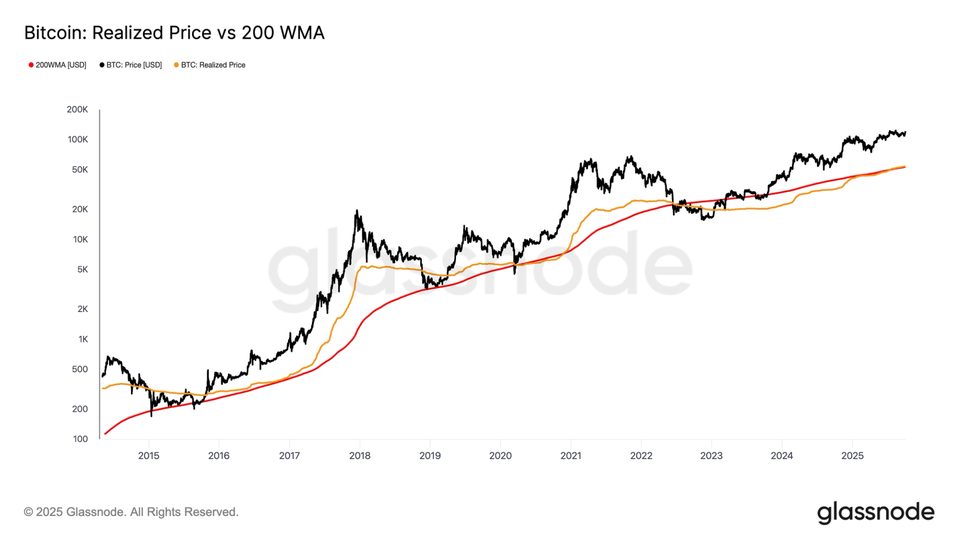 Bitcoin: Realized Price vs 200 WMA
200WMA [USD] BTC: Price [USD] BTC: Realized Price
200K
100K
50K
20K
10K
5K
2K
1K
500
200
100
glassnode
2015 2016 2017 2018 2019 2020 2021 2022 2023 2024 2025
© 2025 Glassnode. All Rights Reserved.
glassnode